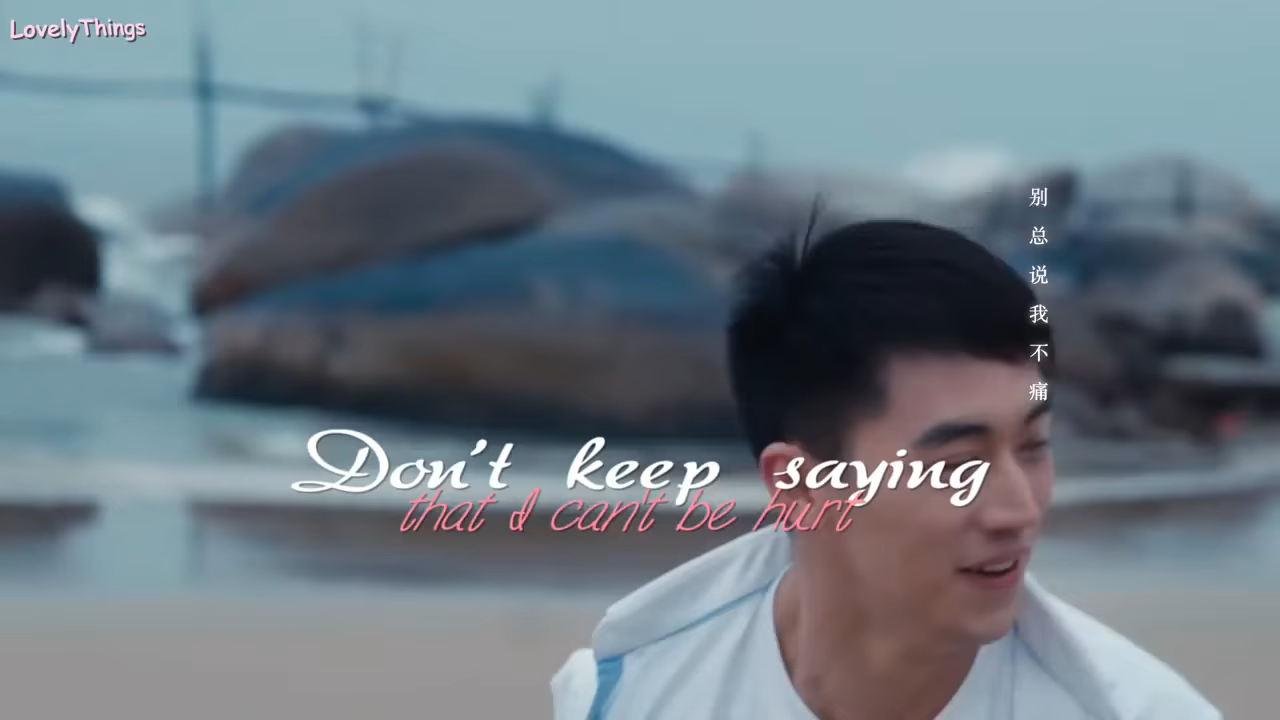 LovelyThings
别总说我不痛
Don't keep saying
that I can't be hurt